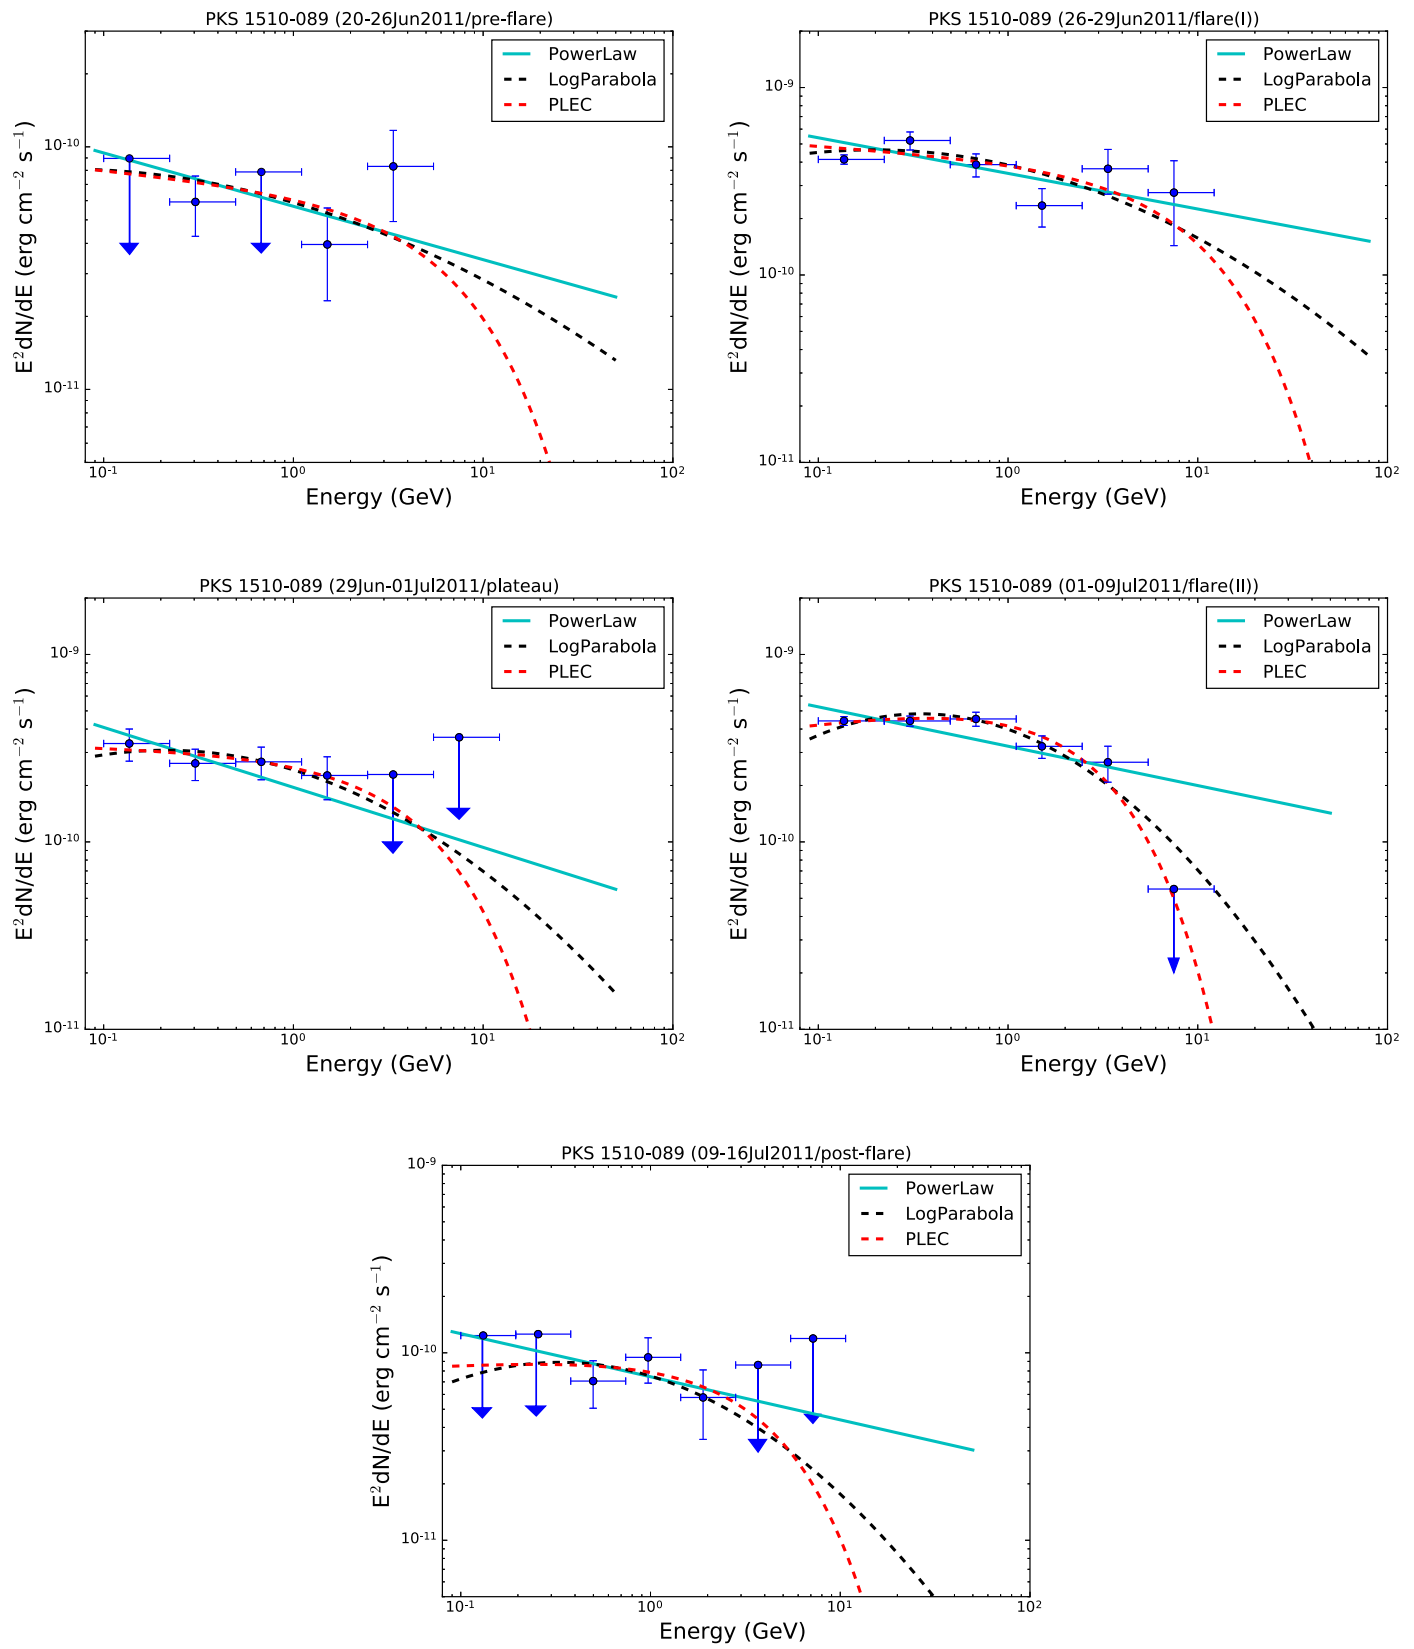 PKS 1510-089 (20-26Jun2011/pre-flare)
PowerLaw
LogParabola
PLEC
10⁻¹⁰
10⁻¹¹
E²dN/dE (erg cm⁻² s⁻¹)
10⁻¹ 10⁰ 10¹ 10²
Energy (GeV)
PKS 1510-089 (26-29Jun2011/flare(I))
PowerLaw
LogParabola
PLEC
10⁻⁹
10⁻¹⁰
10⁻¹¹
E²dN/dE (erg cm⁻² s⁻¹)
10⁻¹ 10⁰ 10¹ 10²
Energy (GeV)
PKS 1510-089 (29Jun-01Jul2011/plateau)
PowerLaw
LogParabola
PLEC
10⁻⁹
10⁻¹⁰
10⁻¹¹
E²dN/dE (erg cm⁻² s⁻¹)
10⁻¹ 10⁰ 10¹ 10²
Energy (GeV)
PKS 1510-089 (01-09Jul2011/flare(II))
PowerLaw
LogParabola
PLEC
10⁻⁹
10⁻¹⁰
10⁻¹¹
E²dN/dE (erg cm⁻² s⁻¹)
10⁻¹ 10⁰ 10¹ 10²
Energy (GeV)
PKS 1510-089 (09-16Jul2011/post-flare)
PowerLaw
LogParabola
PLEC
10⁻⁹
10⁻¹⁰
10⁻¹¹
E²dN/dE (erg cm⁻² s⁻¹)
10⁻¹ 10⁰ 10¹ 10²
Energy (GeV)